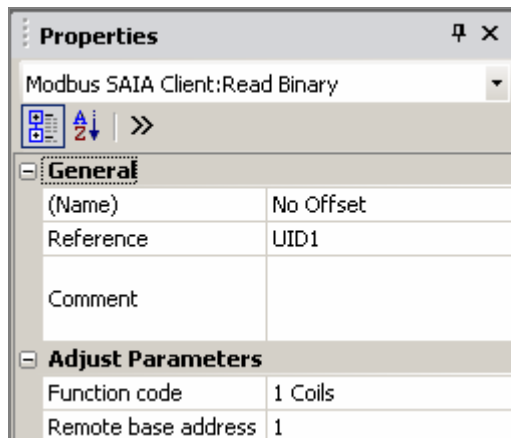 Properties
Modbus SAIA Client:Read Binary
General
(Name) No Offset
Reference UID1
Comment
Adjust Parameters
Function code 1 Coils
Remote base address 1